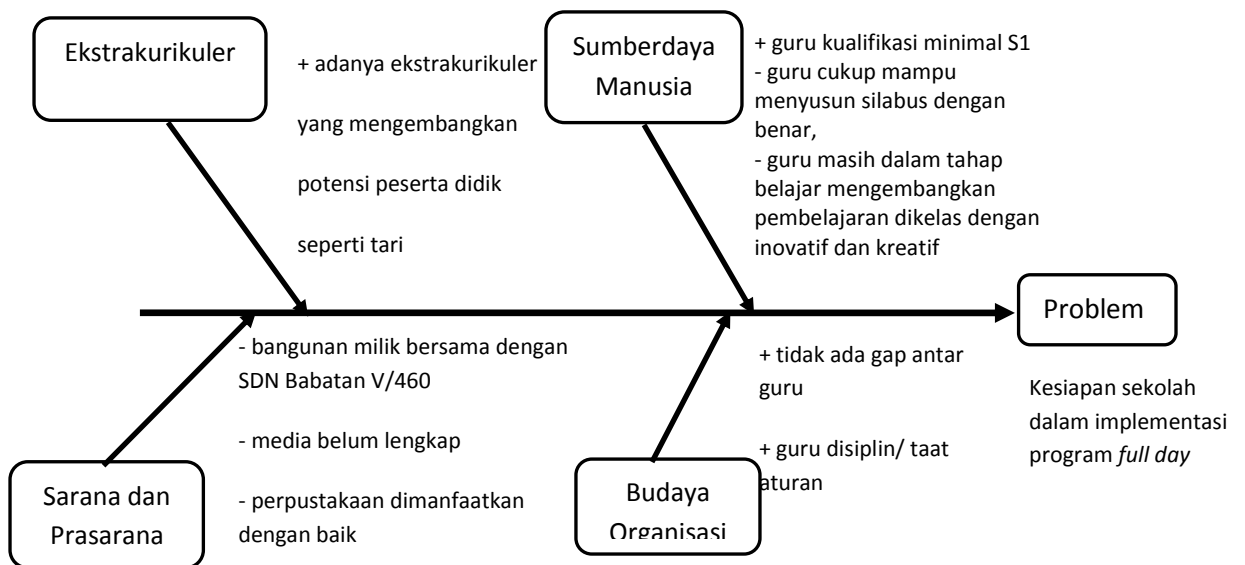 Ekstrakurikuler
+ adanya ekstrakurikuler
yang mengembangkan
potensi peserta didik
seperti tari
Sumberdaya
Manusia
+ guru kualifikasi minimal S1
- guru cukup mampu
menyusun silabus dengan
benar,
- guru masih dalam tahap
belajar mengembangkan
pembelajaran dikelas dengan
inovatif dan kreatif
Problem
Kesiapan sekolah
dalam implementasi
program full day
- bangunan milik bersama dengan
SDN Babatan V/460
- media belum lengkap
- perpustakaan dimanfaatkan
dengan baik
Sarana dan
Prasarana
+ tidak ada gap antar
guru
+ guru disiplin/ taat
aturan
Budaya
Organisasi